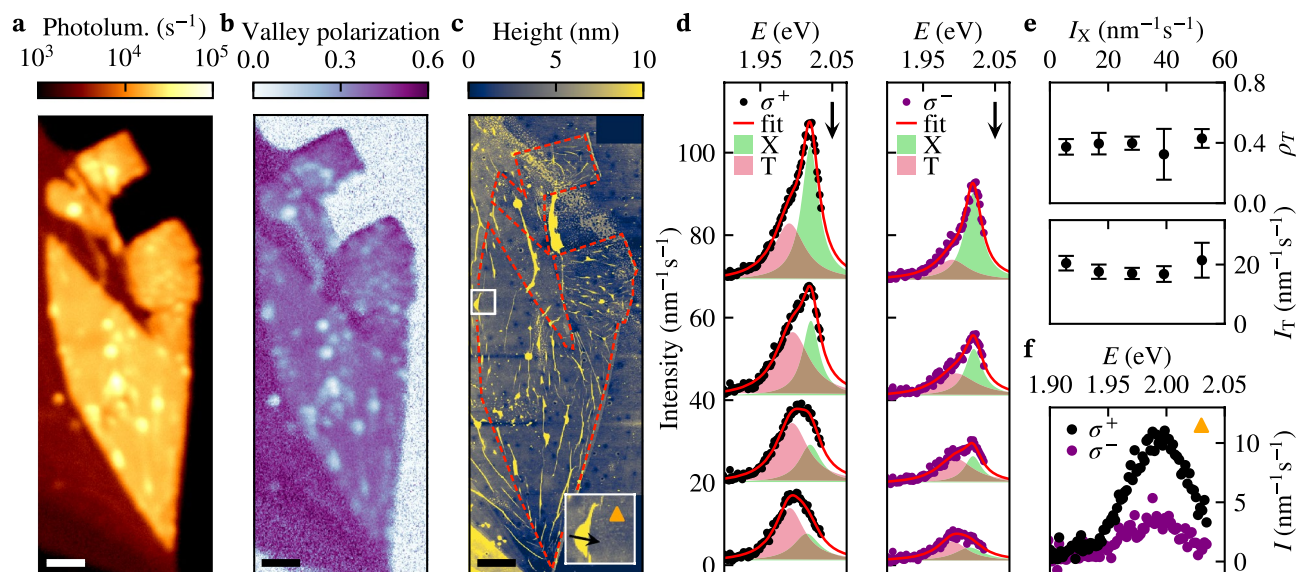 a Photolum. (s⁻¹)
10³ 10⁴ 10⁵
b Valley polarization
0.0 0.3 0.6
c Height (nm)
0 5 10
d E (eV) E (eV)
1.95 2.05 1.95 2.05
σ⁺
fit
X
T
σ⁻
fit
X
T
Intensity (nm⁻¹s⁻¹)
100
80
60
40
20
0
e I_X (nm⁻¹s⁻¹)
0 20 40 60
0.8
0.4
0.0
ρ_T
20
0
I_T (nm⁻¹s⁻¹)
f E (eV)
1.90 1.95 2.00 2.05
σ⁺
σ⁻
10
5
0
I (nm⁻¹s⁻¹)